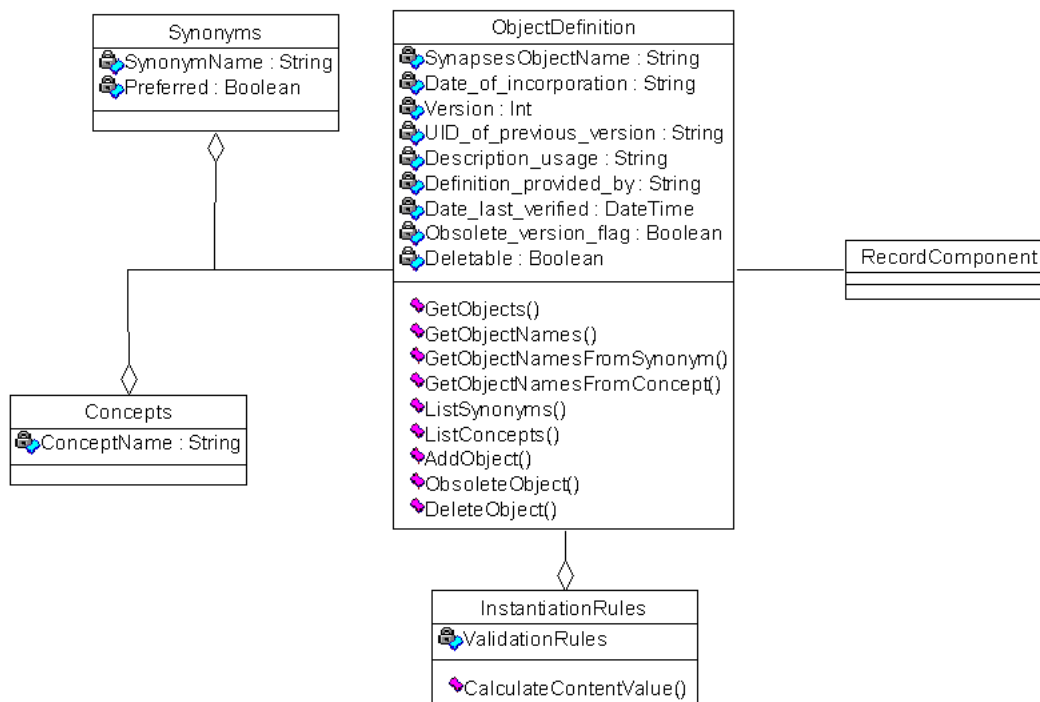 Synonyms
SynonymName : String
Preferred : Boolean
ObjectDefinition
SynapsesObjectName : String
Date_of_incorporation : String
Version : Int
UID_of_previous_version : String
Description_usage : String
Definition_provided_by : String
Date_last_verified : DateTime
Obsolete_version_flag : Boolean
Deletable : Boolean
GetObjects()
GetObjectNames()
GetObjectNamesFromSynonym()
GetObjectNamesFromConcept()
ListSynonyms()
ListConcepts()
AddObject()
ObsoleteObject()
DeleteObject()
RecordComponent
Concepts
ConceptName : String
InstantiationRules
ValidationRules
CalculateContentValue()